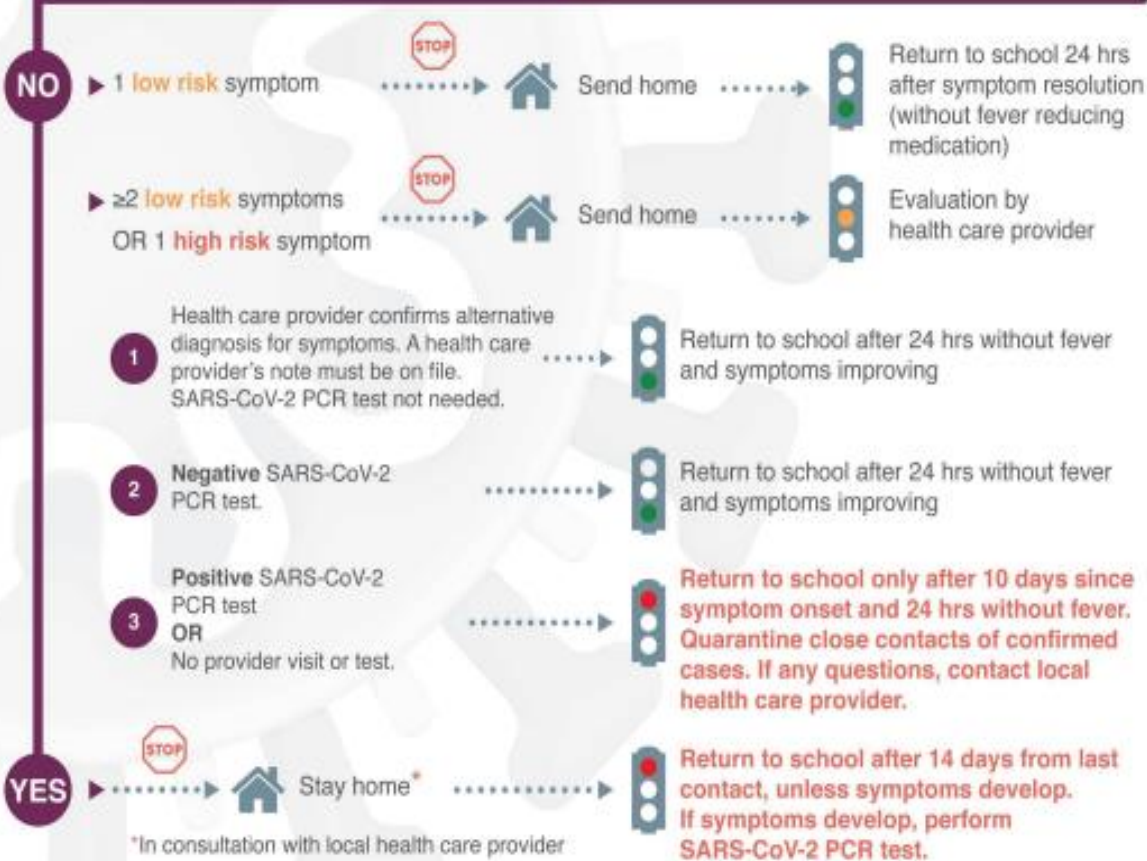 NO
1 low risk symptom
STOP
Send home
Return to school 24 hrs
after symptom resolution
(without fever reducing
medication)
≥2 low risk symptoms
OR 1 high risk symptom
STOP
Send home
Evaluation by
health care provider
1
Health care provider confirms alternative
diagnosis for symptoms. A health care
provider's note must be on file.
SARS-CoV-2 PCR test not needed.
Return to school after 24 hrs without fever
and symptoms improving
2
Negative SARS-CoV-2
PCR test.
Return to school after 24 hrs without fever
and symptoms improving
3
Positive SARS-CoV-2
PCR test
OR
No provider visit or test.
Return to school only after 10 days since
symptom onset and 24 hrs without fever.
Quarantine close contacts of confirmed
cases. If any questions, contact local
health care provider.
YES
STOP
Stay home*
Return to school after 14 days from last
contact, unless symptoms develop.
If symptoms develop, perform
SARS-CoV-2 PCR test.
*In consultation with local health care provider